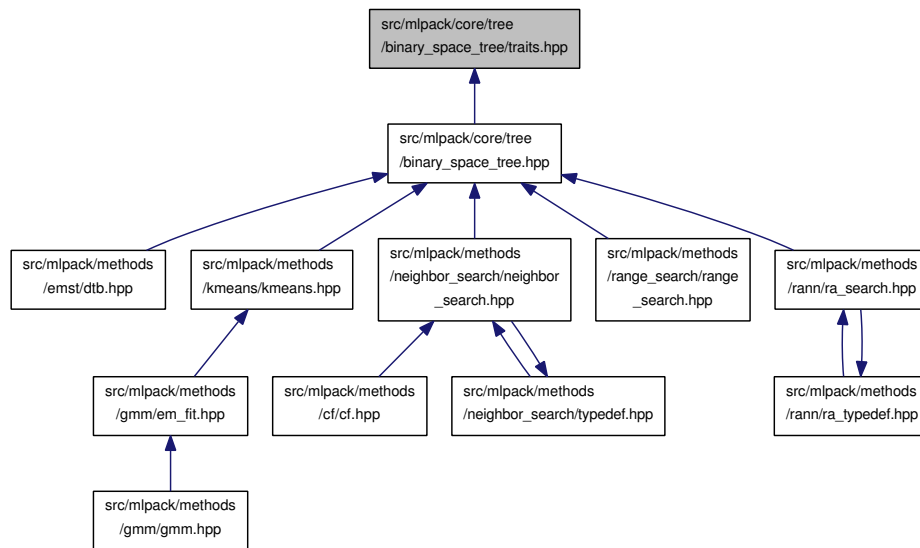 src/mlpack/core/tree
/binary_space_tree/traits.hpp
src/mlpack/core/tree
/binary_space_tree.hpp
src/mlpack/methods
/emst/dtb.hpp
src/mlpack/methods
/kmeans/kmeans.hpp
src/mlpack/methods
/neighbor_search/neighbor
_search.hpp
src/mlpack/methods
/range_search/range
_search.hpp
src/mlpack/methods
/rann/ra_search.hpp
src/mlpack/methods
/gmm/em_fit.hpp
src/mlpack/methods
/cf/cf.hpp
src/mlpack/methods
/neighbor_search/typedef.hpp
src/mlpack/methods
/rann/ra_typedef.hpp
src/mlpack/methods
/gmm/gmm.hpp